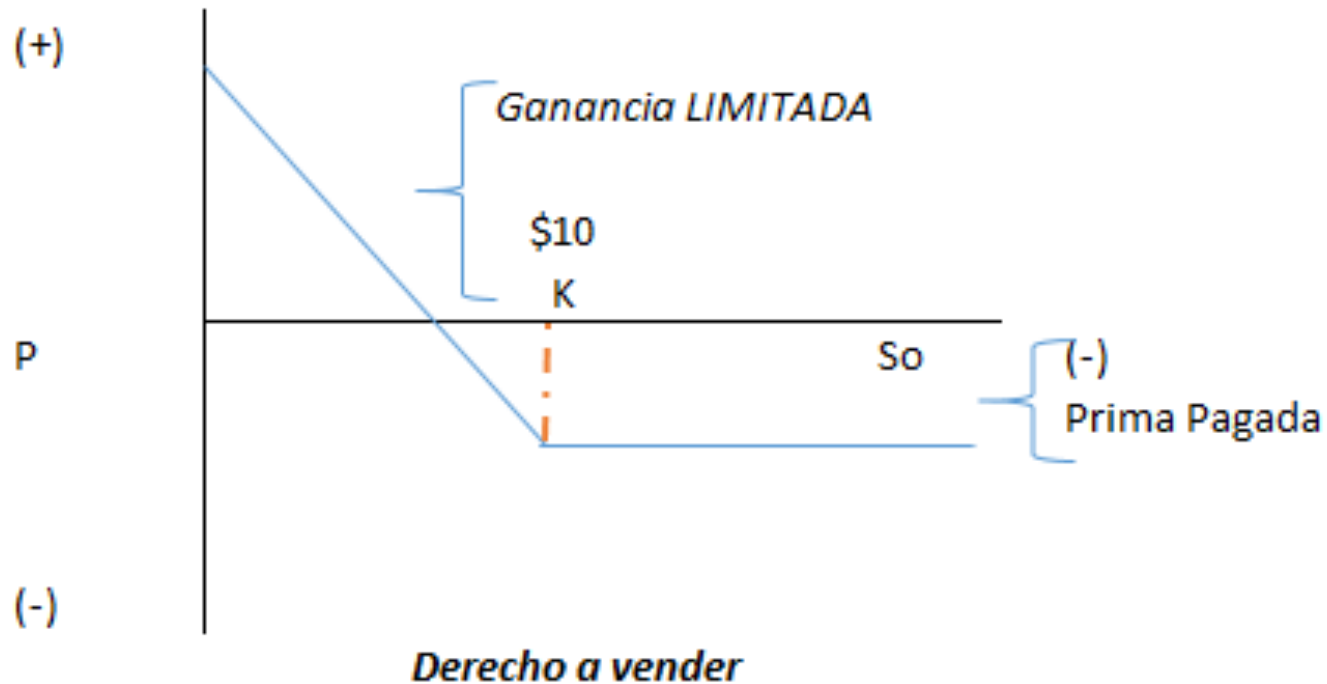 (+)
Ganancia LIMITADA
$10
K
P
So
(-)
Prima Pagada
(-)
Derecho a vender